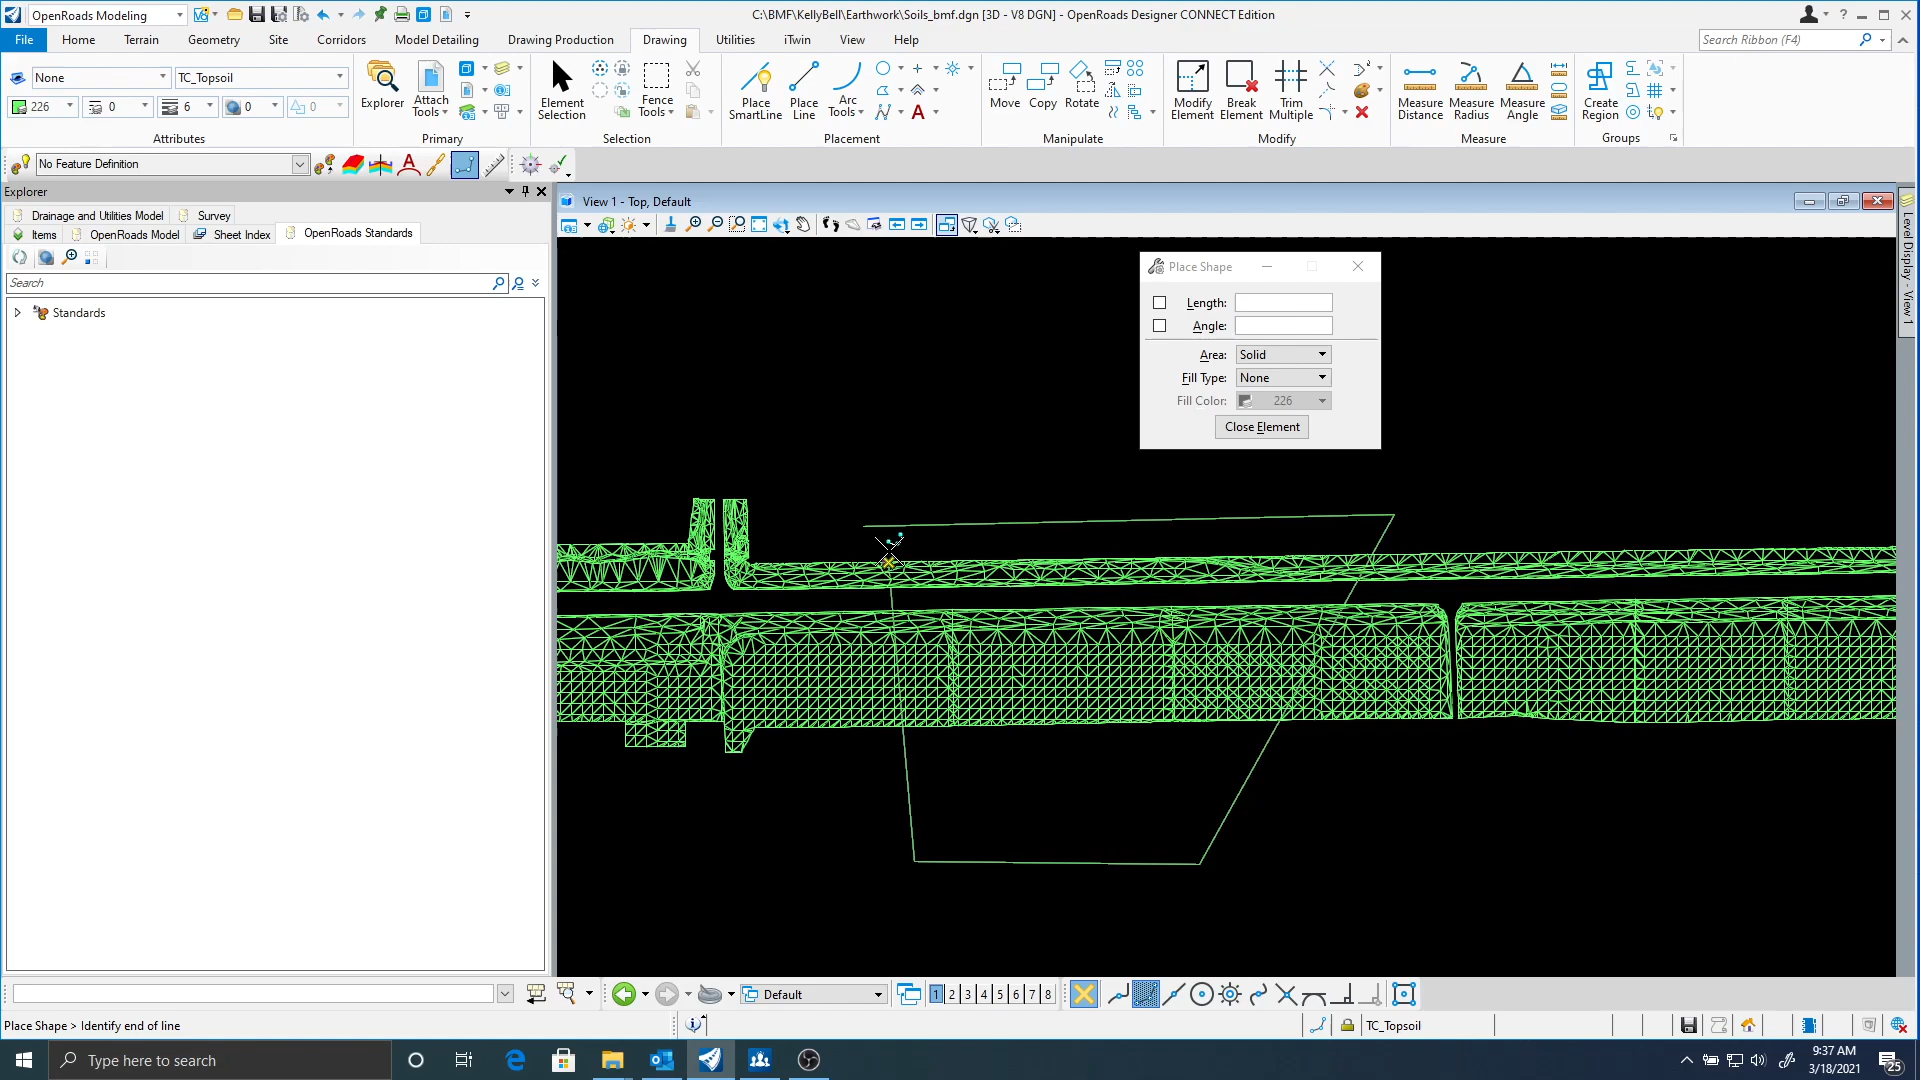 OpenRoads Modeling
C:\BMF\KellyBell\Earthwork\Soils_bmf.dgn [3D - V8 DGN] - OpenRoads Designer CONNECT Edition
File Home Terrain Geometry Site Corridors Model Detailing Drawing Production Drawing Utilities iTwin View Help
Search Ribbon (F4)
None TC_Topsoil
226 0 6 0 0
Explorer Attach Tools
Element Selection Fence Tools
Place SmartLine Place Line Arc Tools
Move Copy Rotate
Modify Element Break Element Trim Multiple
Measure Distance Measure Radius Measure Angle
Create Region
Attributes Primary Selection Placement Manipulate Modify Measure Groups
No Feature Definition
Explorer
Drainage and Utilities Model Survey
Items OpenRoads Model Sheet Index OpenRoads Standards
Search
Standards
View 1 - Top, Default
Level Display - View 1
Place Shape
Length:
Angle:
Area: Solid
Fill Type: None
Fill Color: 226
Close Element
Default
1 2 3 4 5 6 7 8
Place Shape > Identify end of line
TC_Topsoil
Type here to search
9:37 AM
3/18/2021
25